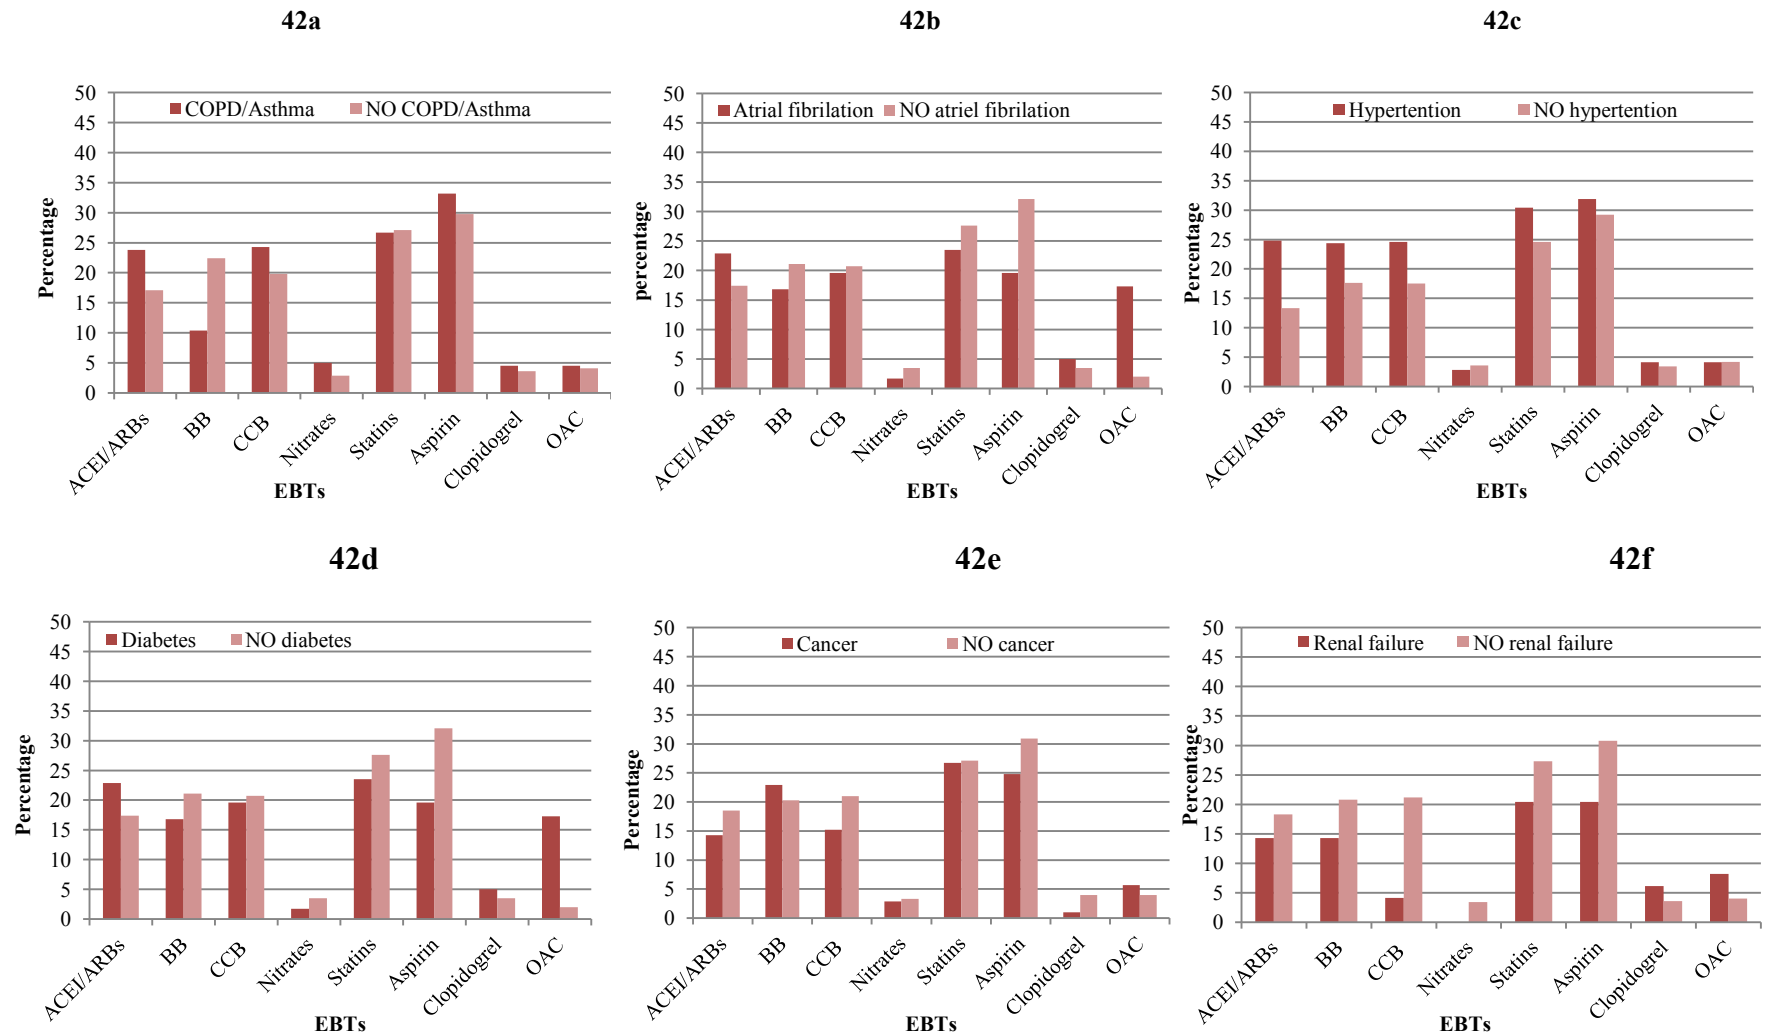 42a
42b
42c
COPD/Asthma NO COPD/Asthma
50
45
40
35
30
25
20
15
10
5
0
Percentage
ACEI/ARBs BB CCB Nitrates Statins Aspirin Clopidogrel OAC
EBTs
Atrial fibrilation NO atriel fibrilation
50
45
40
35
30
25
20
15
10
5
0
percentage
ACEI/ARBs BB CCB Nitrates Statins Aspirin Clopidogrel OAC
EBTs
Hypertention NO hypertention
50
45
40
35
30
25
20
15
10
5
0
Percentage
ACEI/ARBs BB CCB Nitrates Statins Aspirin Clopidogrel OAC
EBTs
42d
42e
42f
Diabetes NO diabetes
50
45
40
35
30
25
20
15
10
5
0
Percentage
ACEI/ARBs BB CCB Nitrates Statins Aspirin Clopidogrel OAC
EBTs
Cancer NO cancer
50
45
40
35
30
25
20
15
10
5
0
Percentage
ACEI/ARBs BB CCB Nitrates Statins Aspirin Clopidogrel OAC
EBTs
Renal failure NO renal failure
50
45
40
35
30
25
20
15
10
5
0
Percentage
ACEI/ARBs BB CCB Nitrates Statins Aspirin Clopidogrel OAC
EBTs